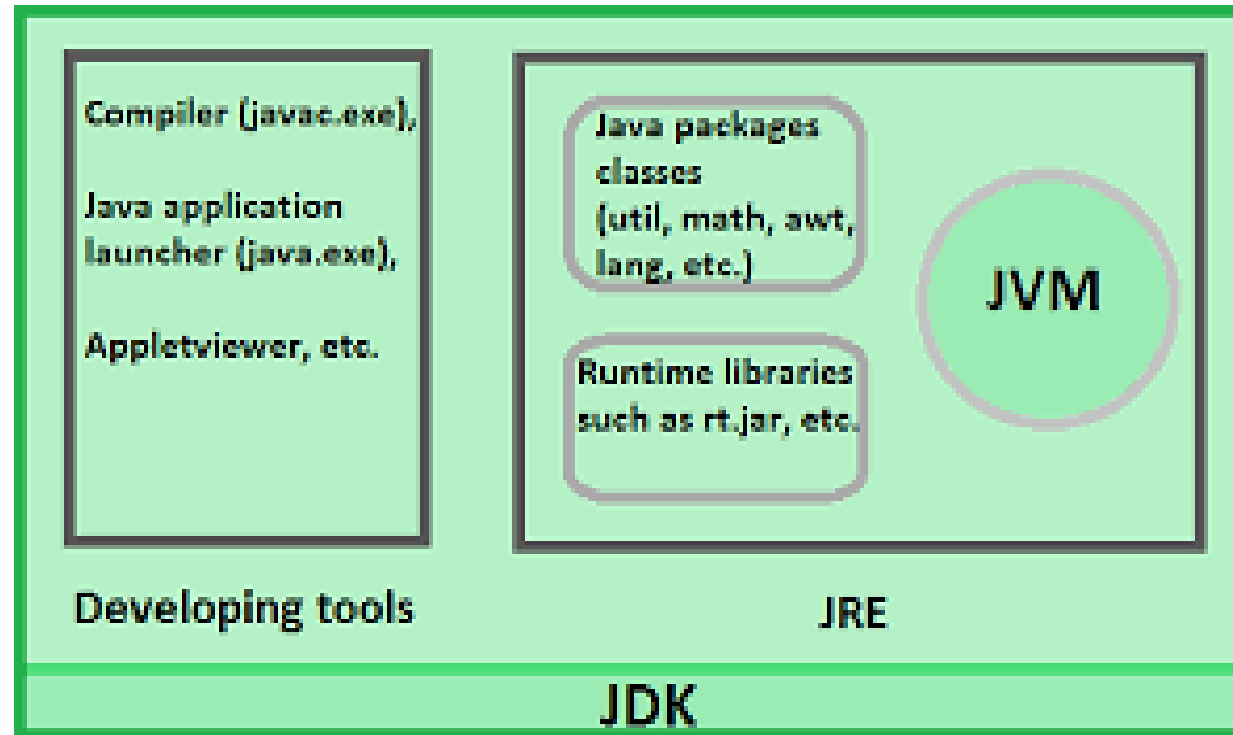 Compiler (javac.exe),
Java application
launcher (java.exe),
Appletviewer, etc.
Developing tools
Java packages
classes
(util, math, awt,
lang, etc.)
Runtime libraries
such as rt.jar, etc.
JVM
JRE
JDK